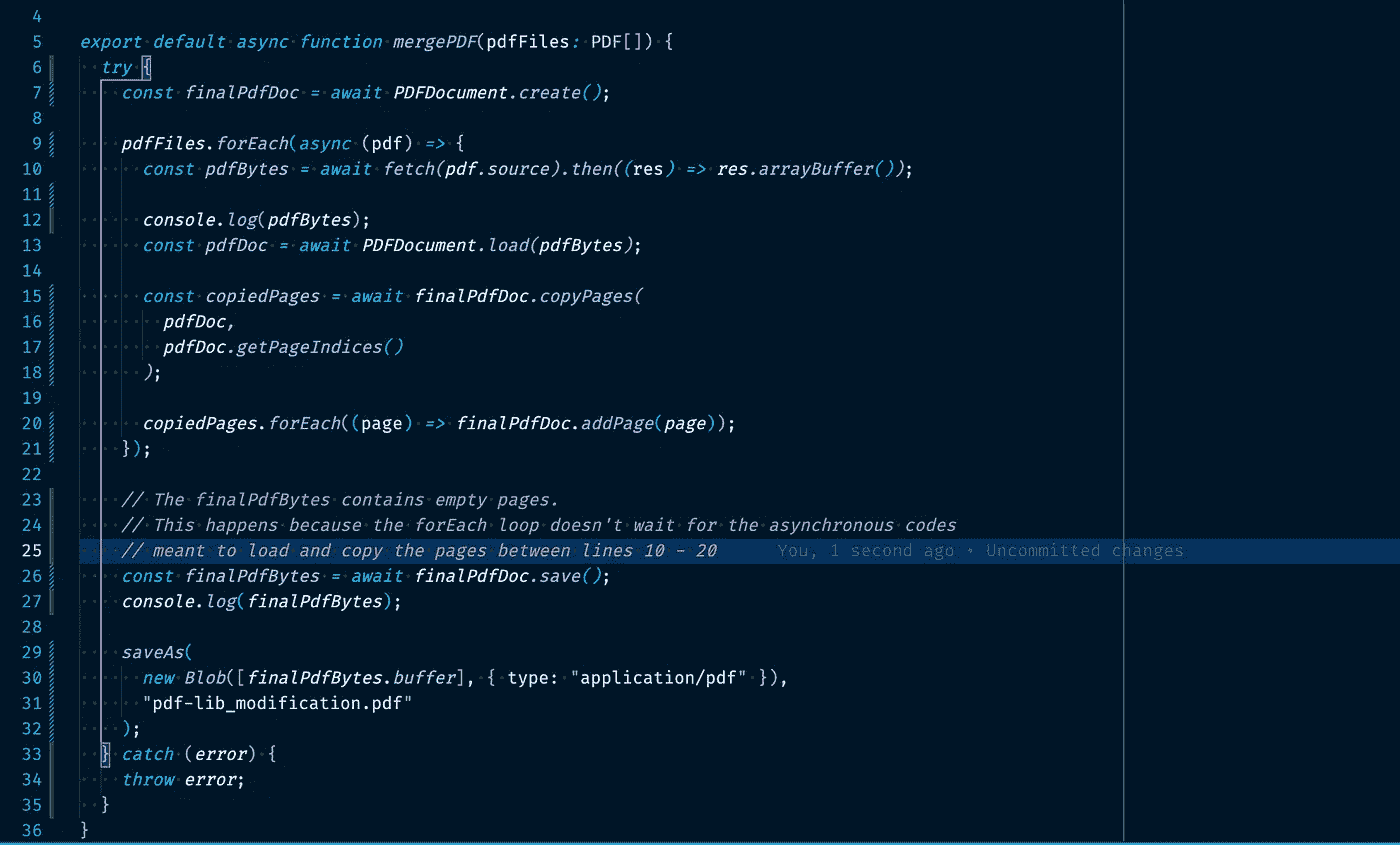 4
5 export default async function mergePDF(pdfFiles: PDF[]) {
6 try {
7 const finalPdfDoc = await PDFDocument.create();
8
9 pdfFiles.forEach(async (pdf) => {
10 const pdfBytes = await fetch(pdf.source).then((res) => res.arrayBuffer());
11
12 console.log(pdfBytes);
13 const pdfDoc = await PDFDocument.load(pdfBytes);
14
15 const copiedPages = await finalPdfDoc.copyPages(
16 pdfDoc,
17 pdfDoc.getPageIndices()
18 );
19
20 copiedPages.forEach((page) => finalPdfDoc.addPage(page));
21 });
22
23 // The finalPdfBytes contains empty pages.
24 // This happens because the forEach loop doesn't wait for the asynchronous codes
25 // meant to load and copy the pages between lines 10 - 20 You, 1 second ago • Uncommitted changes
26 const finalPdfBytes = await finalPdfDoc.save();
27 console.log(finalPdfBytes);
28
29 saveAs(
30 new Blob([finalPdfBytes.buffer], { type: "application/pdf" }),
31 "pdf-lib_modification.pdf"
32 );
33 } catch (error) {
34 throw error;
35 }
36 }